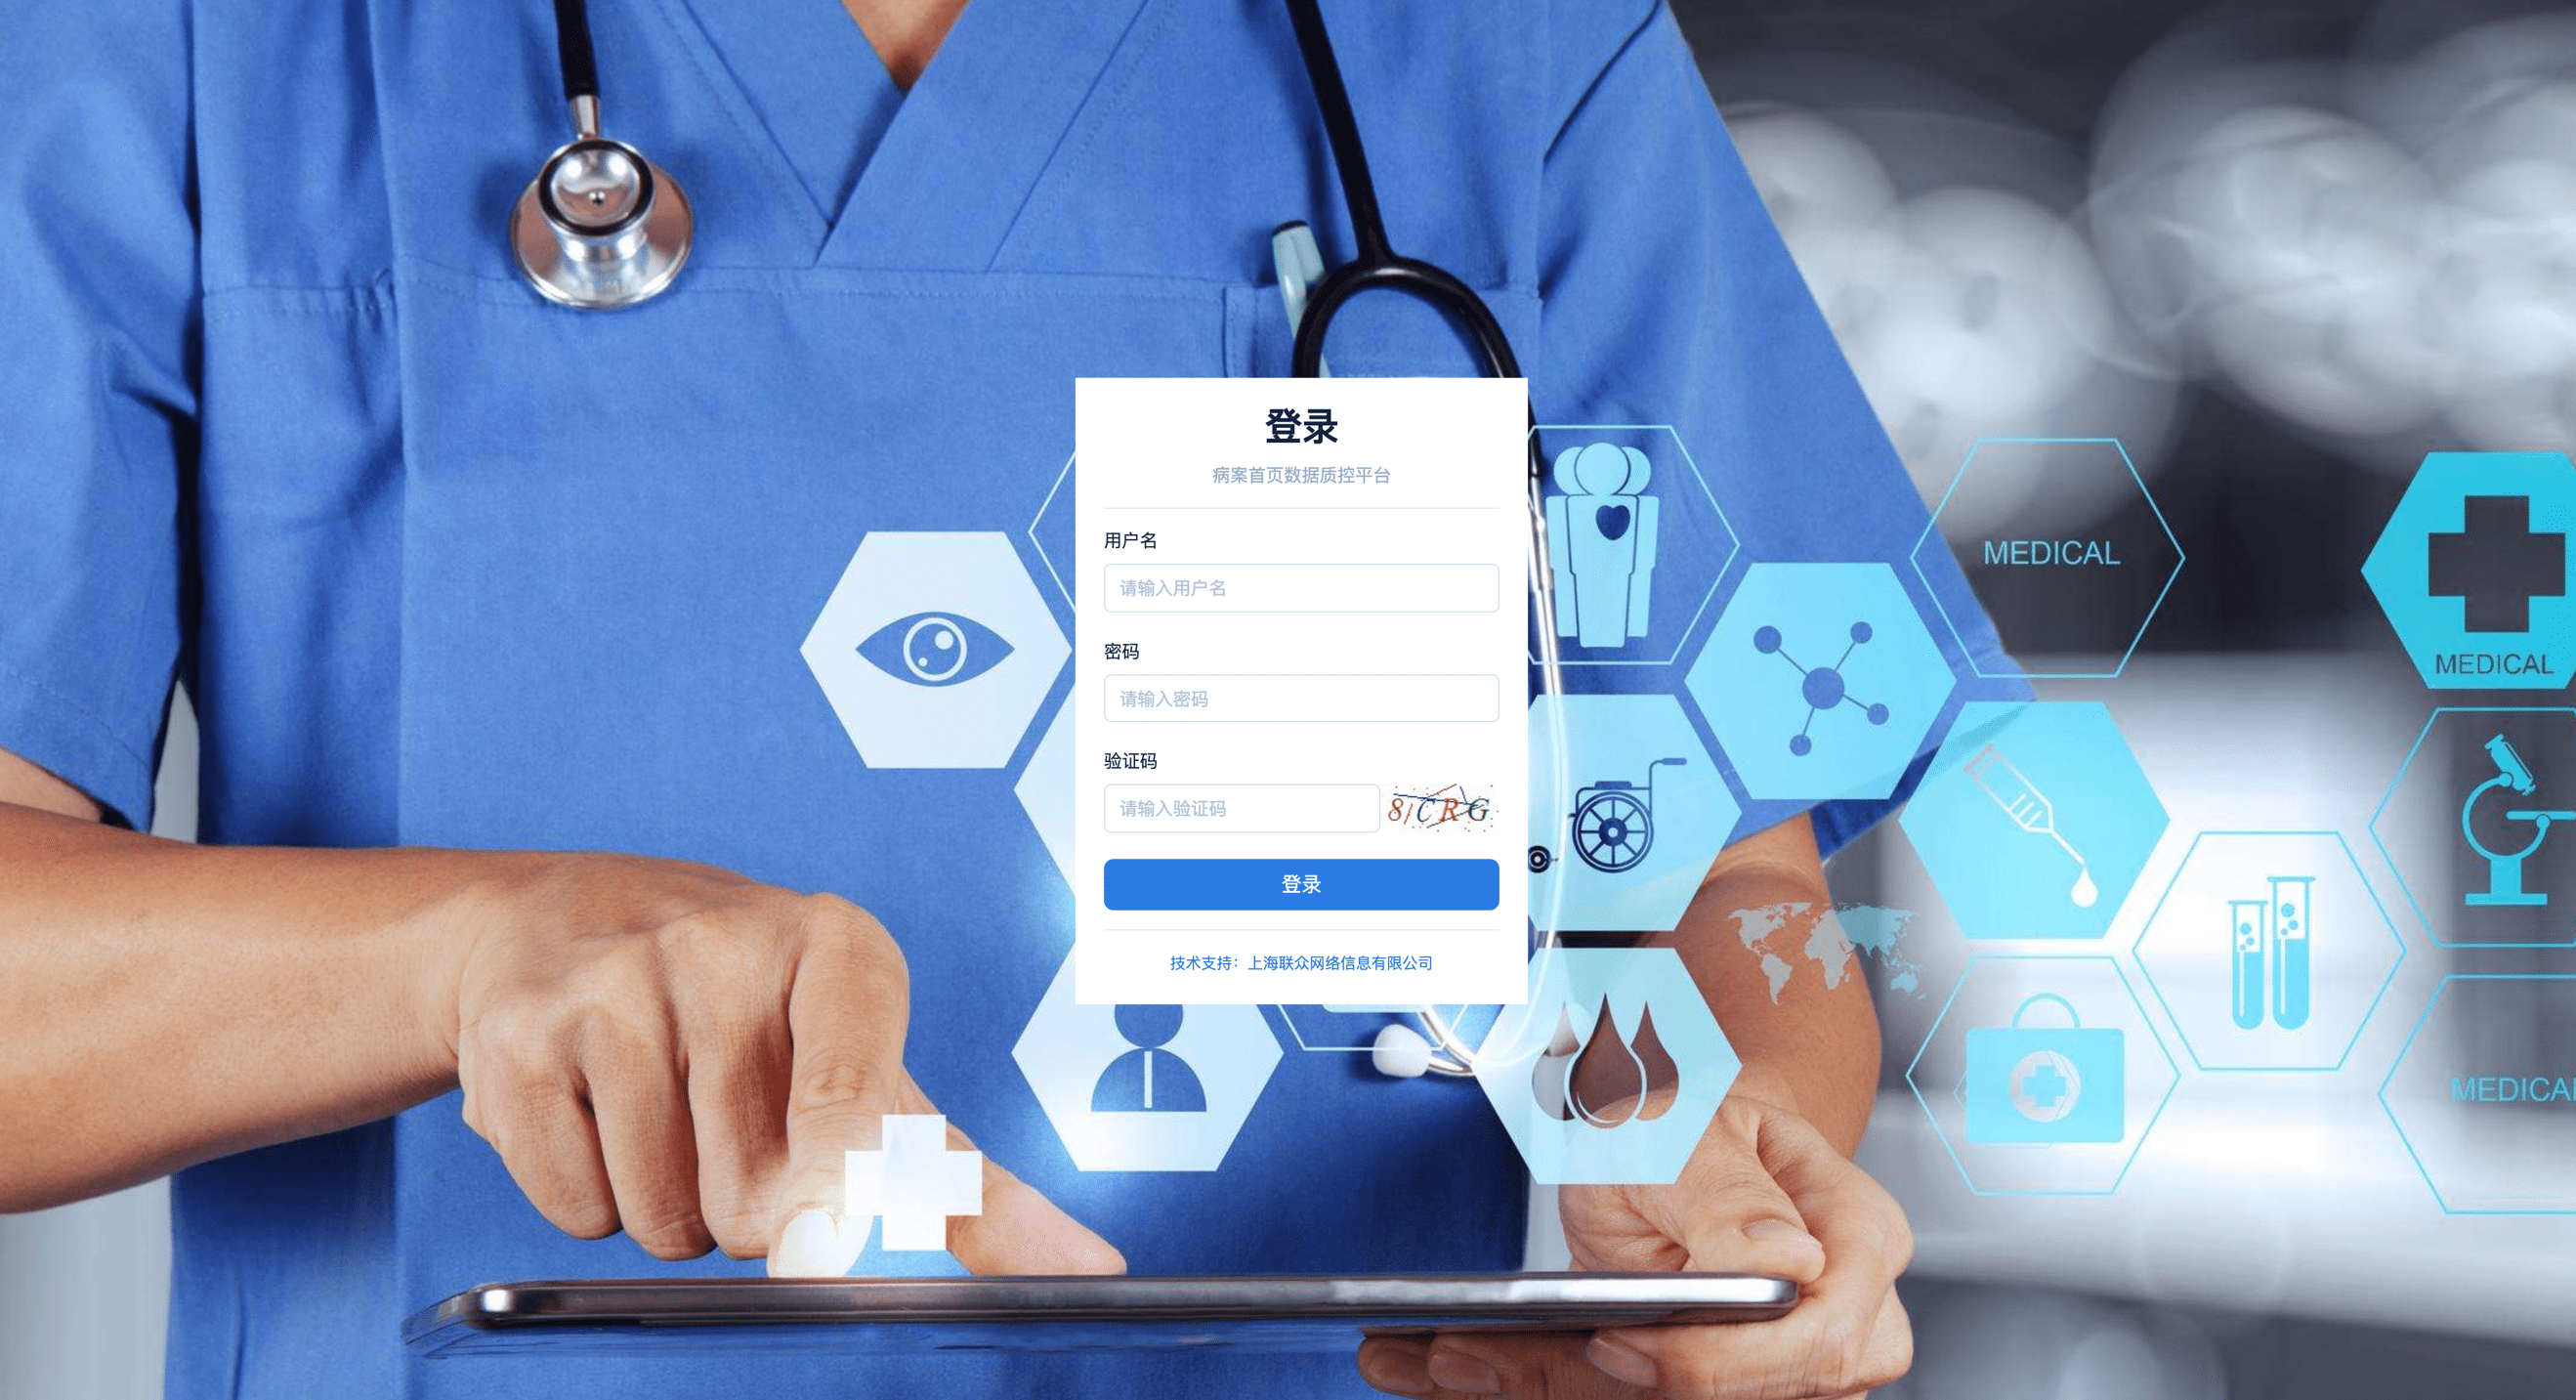 登录
病案首页数据质控平台
用户名
请输入用户名
密码
请输入密码
验证码
请输入验证码
登录
技术支持：上海联众网络信息有限公司
MEDICAL
MEDICAL
MEDICA